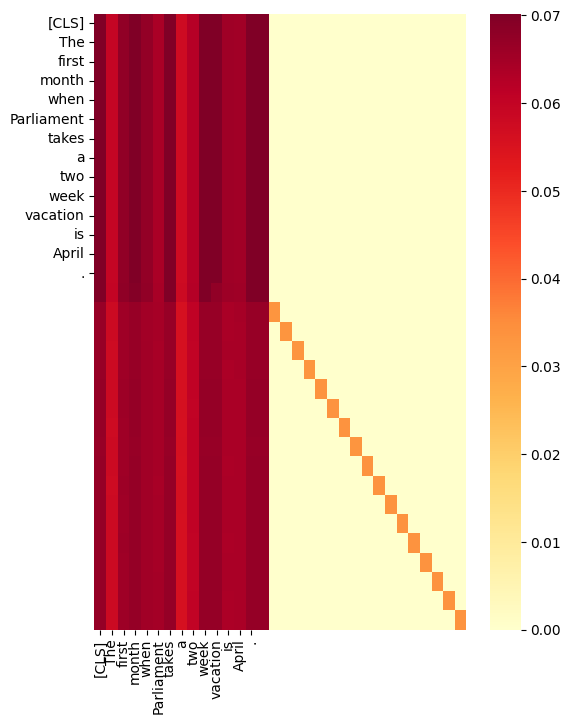 [CLS]
The
first
month
when
Parliament
takes
a
two
week
vacation
is
April
.
0.07
0.06
0.05
0.04
0.03
0.02
0.01
0.00
[CLS]
The
first
month
when
Parliament
takes
a
two
week
vacation
is
April
.